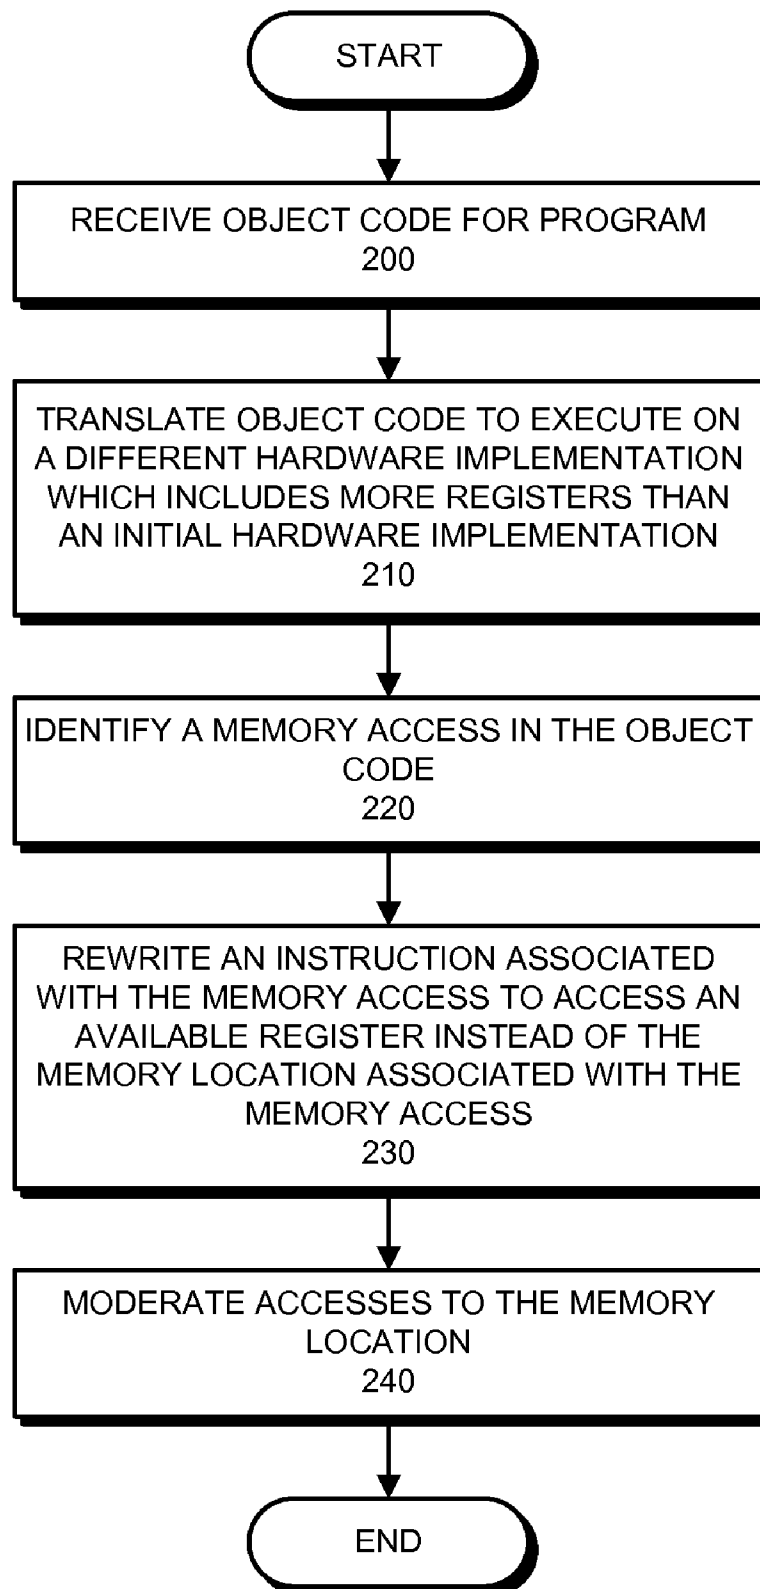 START
RECEIVE OBJECT CODE FOR PROGRAM
200
TRANSLATE OBJECT CODE TO EXECUTE ON
A DIFFERENT HARDWARE IMPLEMENTATION
WHICH INCLUDES MORE REGISTERS THAN
AN INITIAL HARDWARE IMPLEMENTATION
210
IDENTIFY A MEMORY ACCESS IN THE OBJECT
CODE
220
REWRITE AN INSTRUCTION ASSOCIATED
WITH THE MEMORY ACCESS TO ACCESS AN
AVAILABLE REGISTER INSTEAD OF THE
MEMORY LOCATION ASSOCIATED WITH THE
MEMORY ACCESS
230
MODERATE ACCESSES TO THE MEMORY
LOCATION
240
END